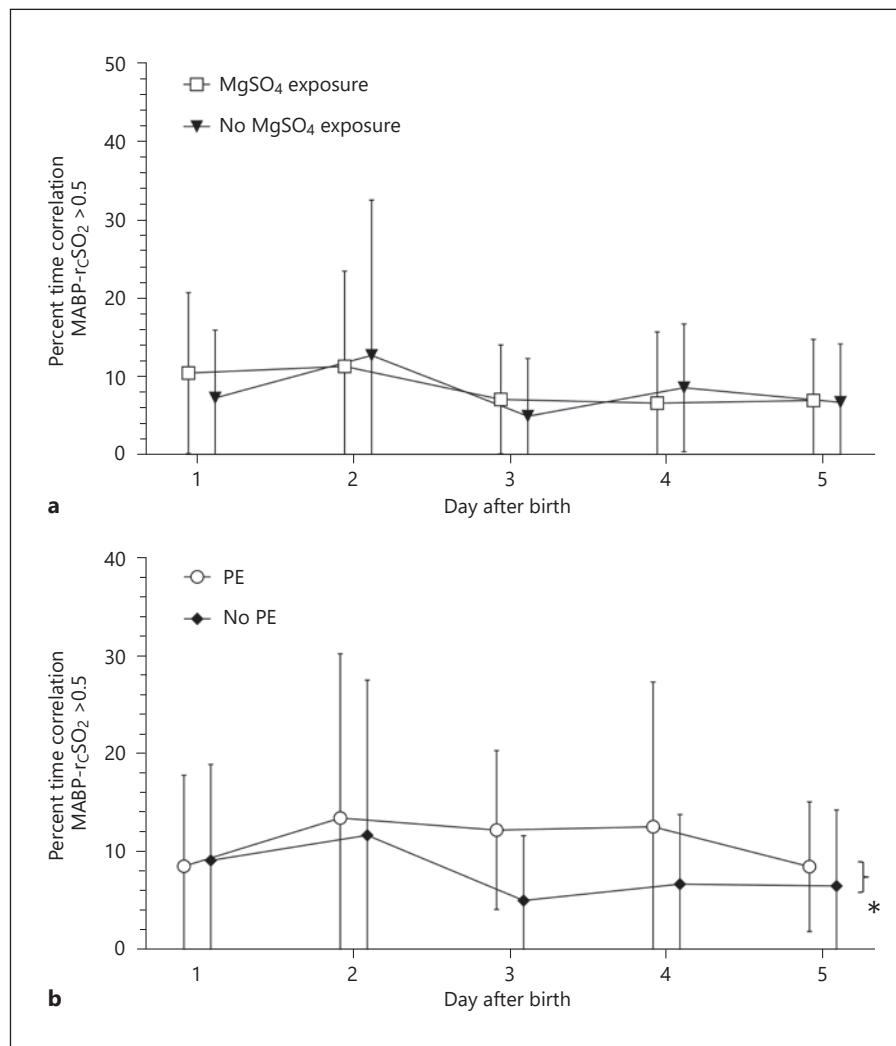 50
40
30
20
10
0
Percent time correlation
MABP-rCSO2 >0.5
MgSO4 exposure
No MgSO4 exposure
1 2 3 4 5
Day after birth
a
40
30
20
10
0
Percent time correlation
MABP-rCSO2 >0.5
PE
No PE
*
1 2 3 4 5
Day after birth
b